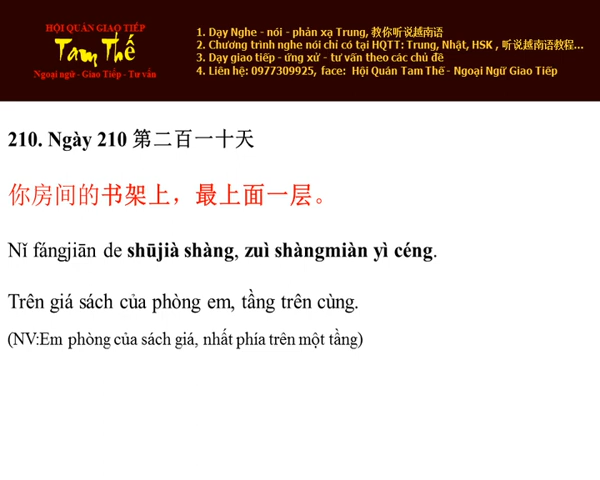 HỘI QUÁN GIAO TIẾP
Tam Thế
Ngoại ngữ - Giao Tiếp - Tư vấn
1. Dạy Nghe - nói - phản xạ Trung, 教你听说越南语
2. Chương trình nghe nói chỉ có tại HQTT: Trung, Nhật, HSK , 听说越南语教程...
3. Dạy giao tiếp - ứng xử - tư vấn theo các chủ đề
4. Liên hệ: 0977309925, face: Hội Quán Tam Thế - Ngoại Ngữ Giao Tiếp
210. Ngày 210 第二百一十天
你房间的书架上，最上面一层。
Nǐ fángjiān de shūjià shàng, zuì shàngmiàn yì céng.
Trên giá sách của phòng em, tầng trên cùng.
(NV:Em phòng của sách giá, nhất phía trên một tầng)